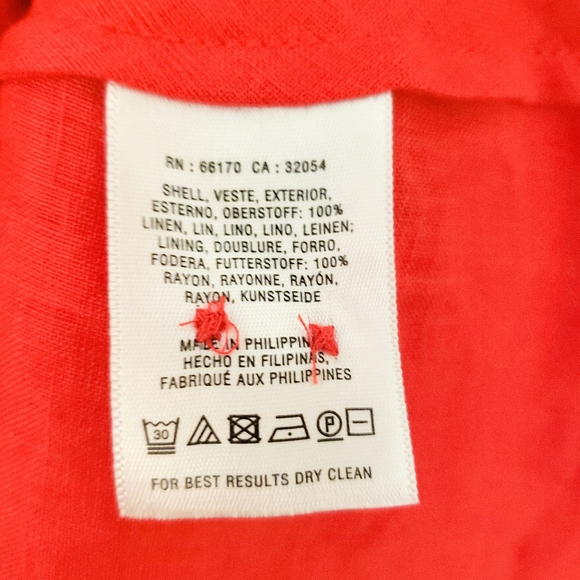 RN : 66170 CA : 32054
SHELL, VESTE, EXTERIOR,
ESTERNO, OBERSTOFF: 100%
LINEN, LIN, LINO, LINO, LEINEN;
LINING, DOUBLURE, FORRO,
FODERA, FUTTERSTOFF: 100%
RAYON, RAYONNE, RAYÓN,
RAYON, KUNSTSEIDE
MADE IN PHILIPPINES
HECHO EN FILIPINAS,
FABRIQUÉ AUX PHILIPPINES
30 P
FOR BEST RESULTS DRY CLEAN